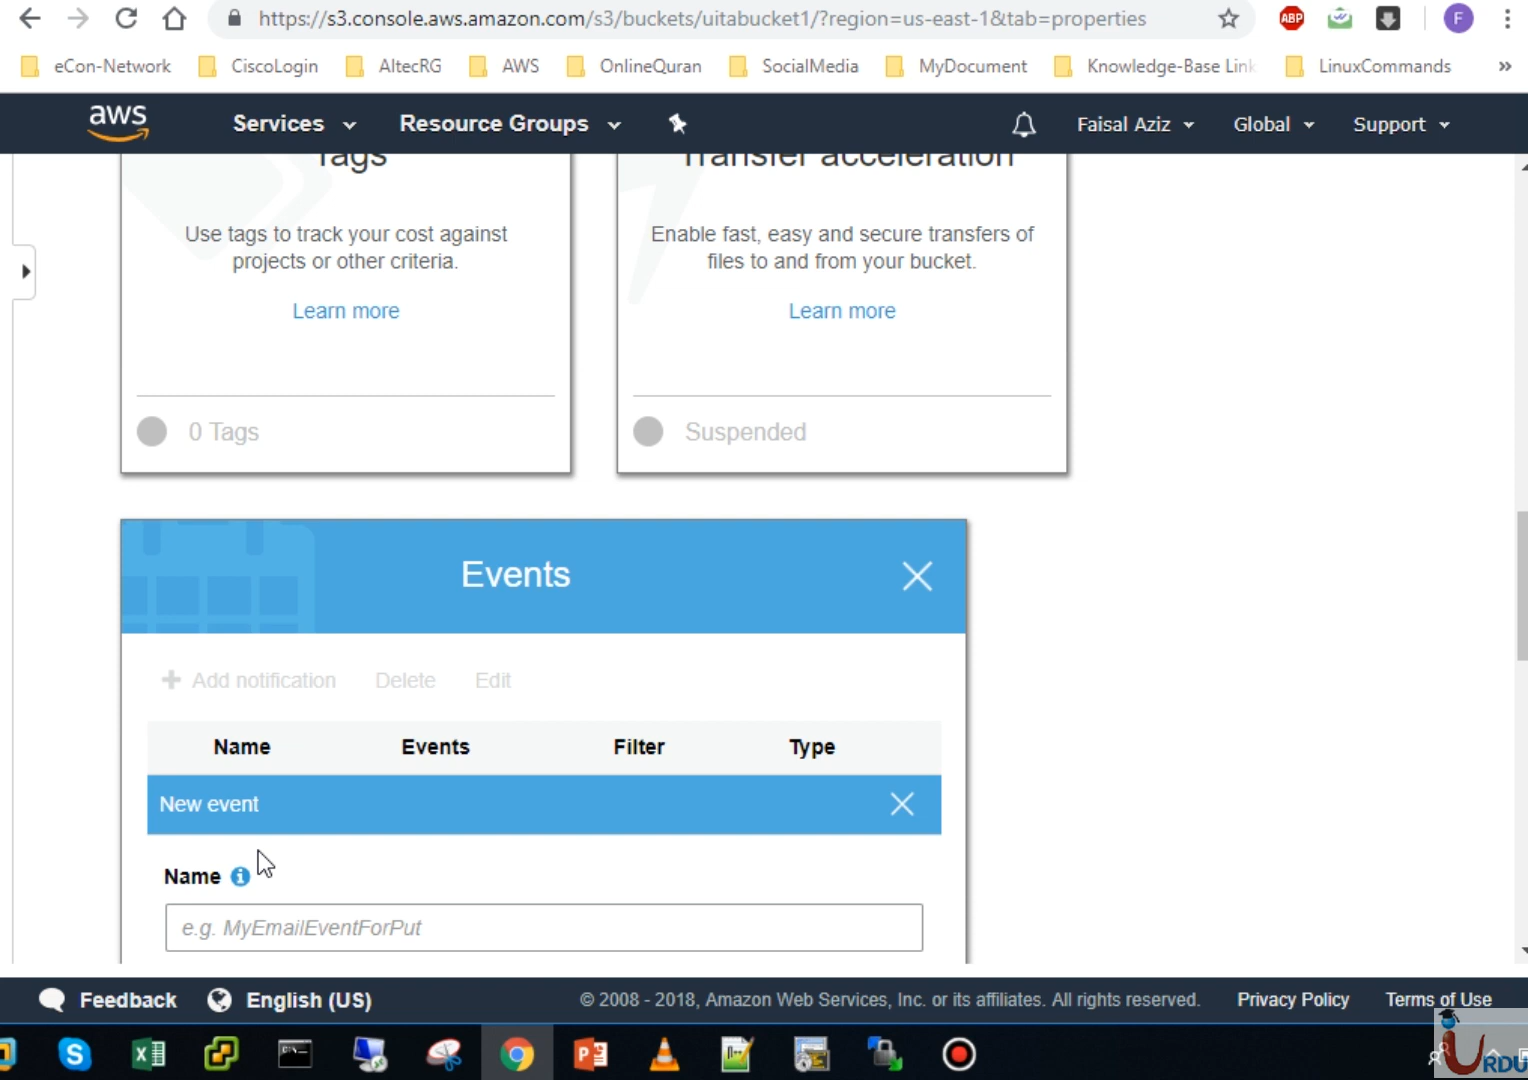 https://s3.console.aws.amazon.com/s3/buckets/uitabucket1/?region=us-east-1&tab=properties
ABP
F
eCon-Network CiscoLogin AltecRG AWS OnlineQuran SocialMedia MyDocument Knowledge-Base Link LinuxCommands »
aws Services Resource Groups Faisal Aziz Global Support
Tags Transfer acceleration
Use tags to track your cost against
projects or other criteria.
Learn more
0 Tags
Enable fast, easy and secure transfers of
files to and from your bucket.
Learn more
Suspended
Events
+ Add notification Delete Edit
Name Events Filter Type
New event
Name
e.g. MyEmailEventForPut
Feedback English (US) © 2008 - 2018, Amazon Web Services, Inc. or its affiliates. All rights reserved. Privacy Policy Terms of Use
URDU